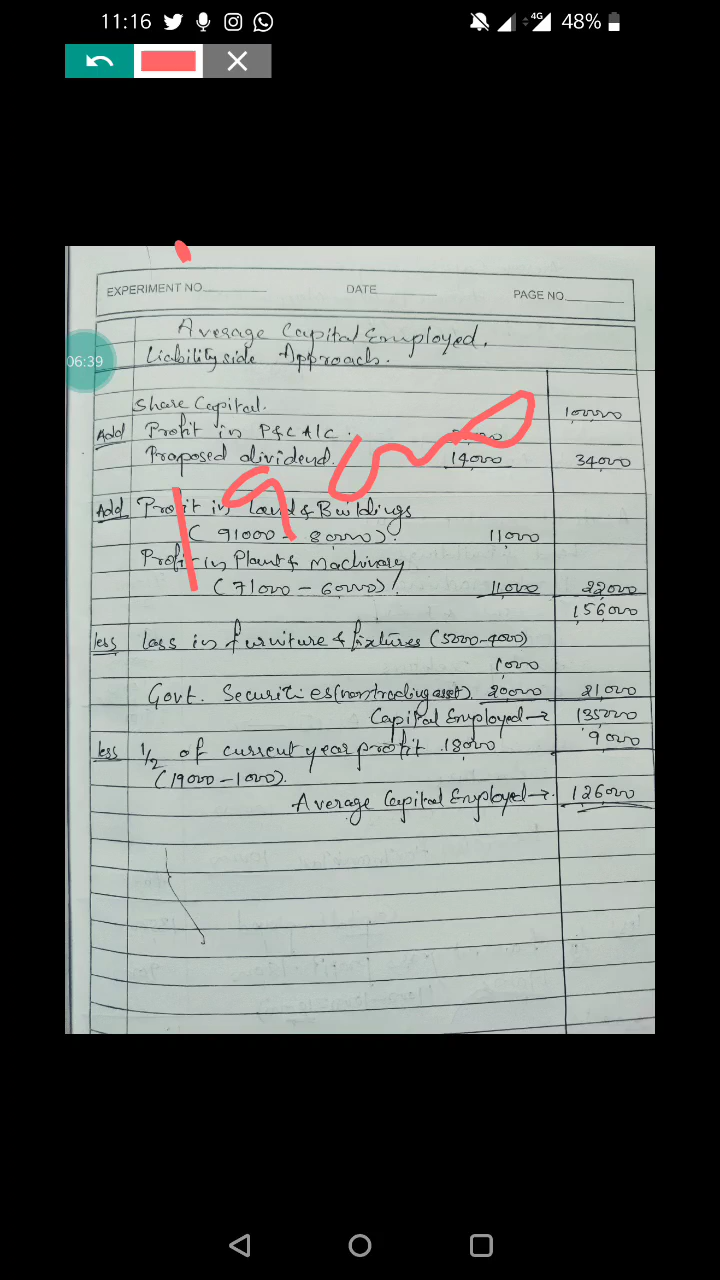 11:16 4G 48%
EXPERIMENT NO. DATE PAGE NO.
Average Capital Employed.
Liability side Approach.
06:39
Share Capital. 100000
Add Profit in P&L A/C.
Proposed dividend. 14000 34000
19000
Add Profit in Land & Buildings
(91000 - 80000). 11000
Profit in Plant & Machinary
(71000 - 60000) 11000 22000
156000
less loss in furniture & fixtures (5000-4000)
1000
Govt. Securities (non trading asset) 20000 21000
Capital Employed → 135000
less 1/2 of current year profit 18000 9000
(19000 - 1000).
Average Capital Employed → 126000